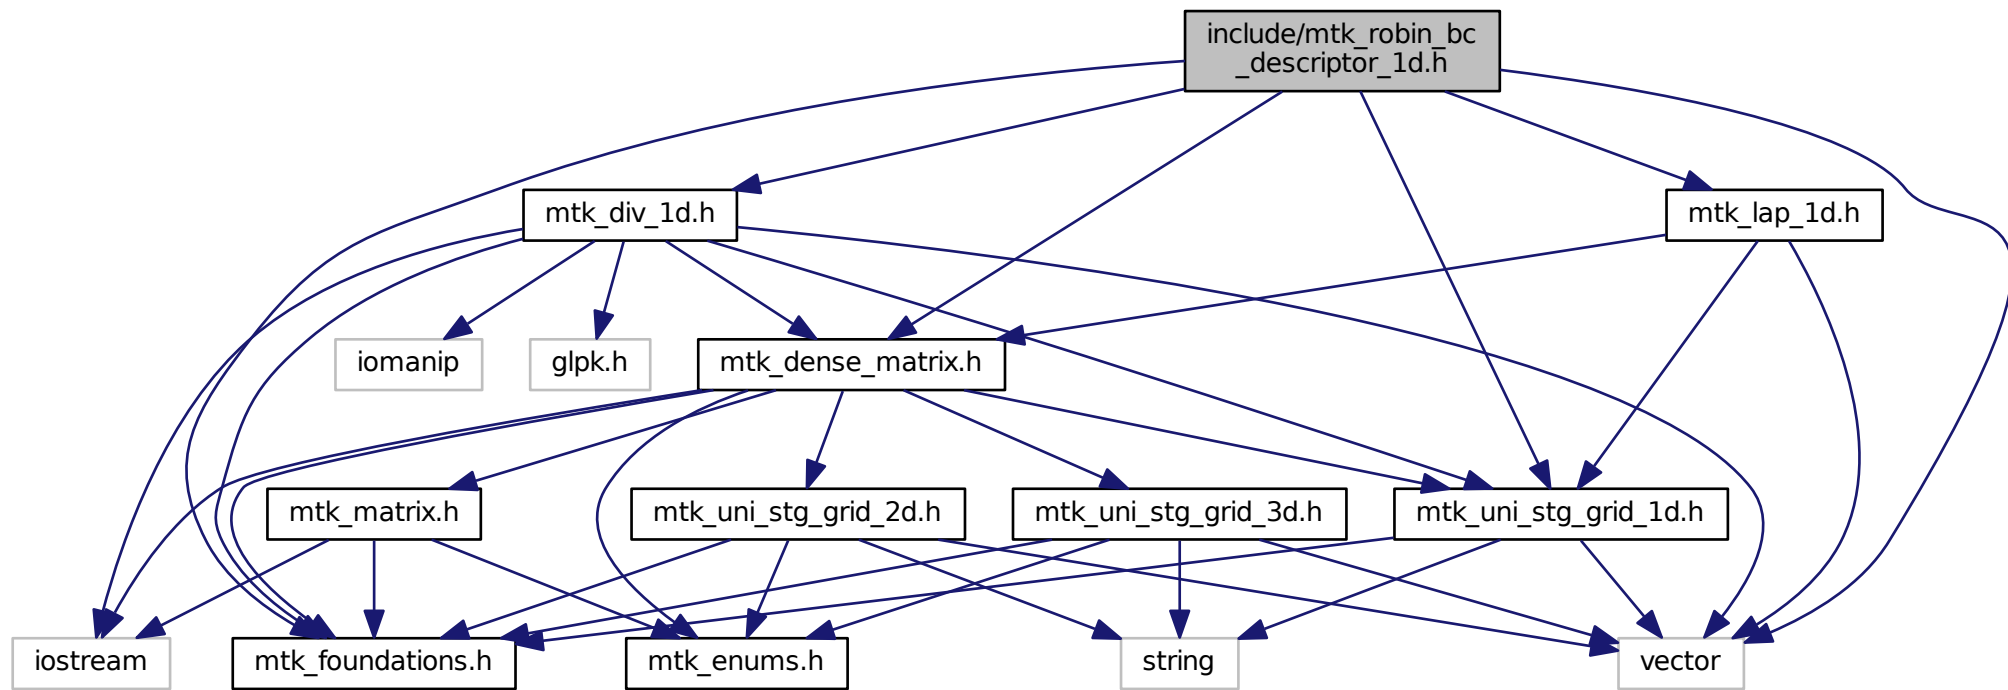 include/mtk_robin_bc
_descriptor_1d.h
mtk_div_1d.h
mtk_lap_1d.h
iomanip
glpk.h
mtk_dense_matrix.h
mtk_matrix.h
mtk_uni_stg_grid_2d.h
mtk_uni_stg_grid_3d.h
mtk_uni_stg_grid_1d.h
iostream
mtk_foundations.h
mtk_enums.h
string
vector